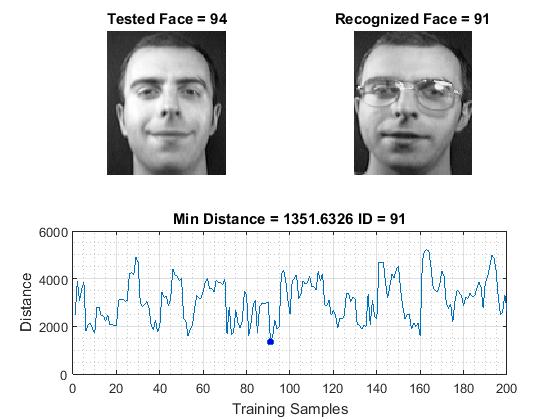 Tested Face = 94
Recognized Face = 91
Min Distance = 1351.6326 ID = 91
6000
4000
2000
0
Distance
0 20 40 60 80 100 120 140 160 180 200
Training Samples